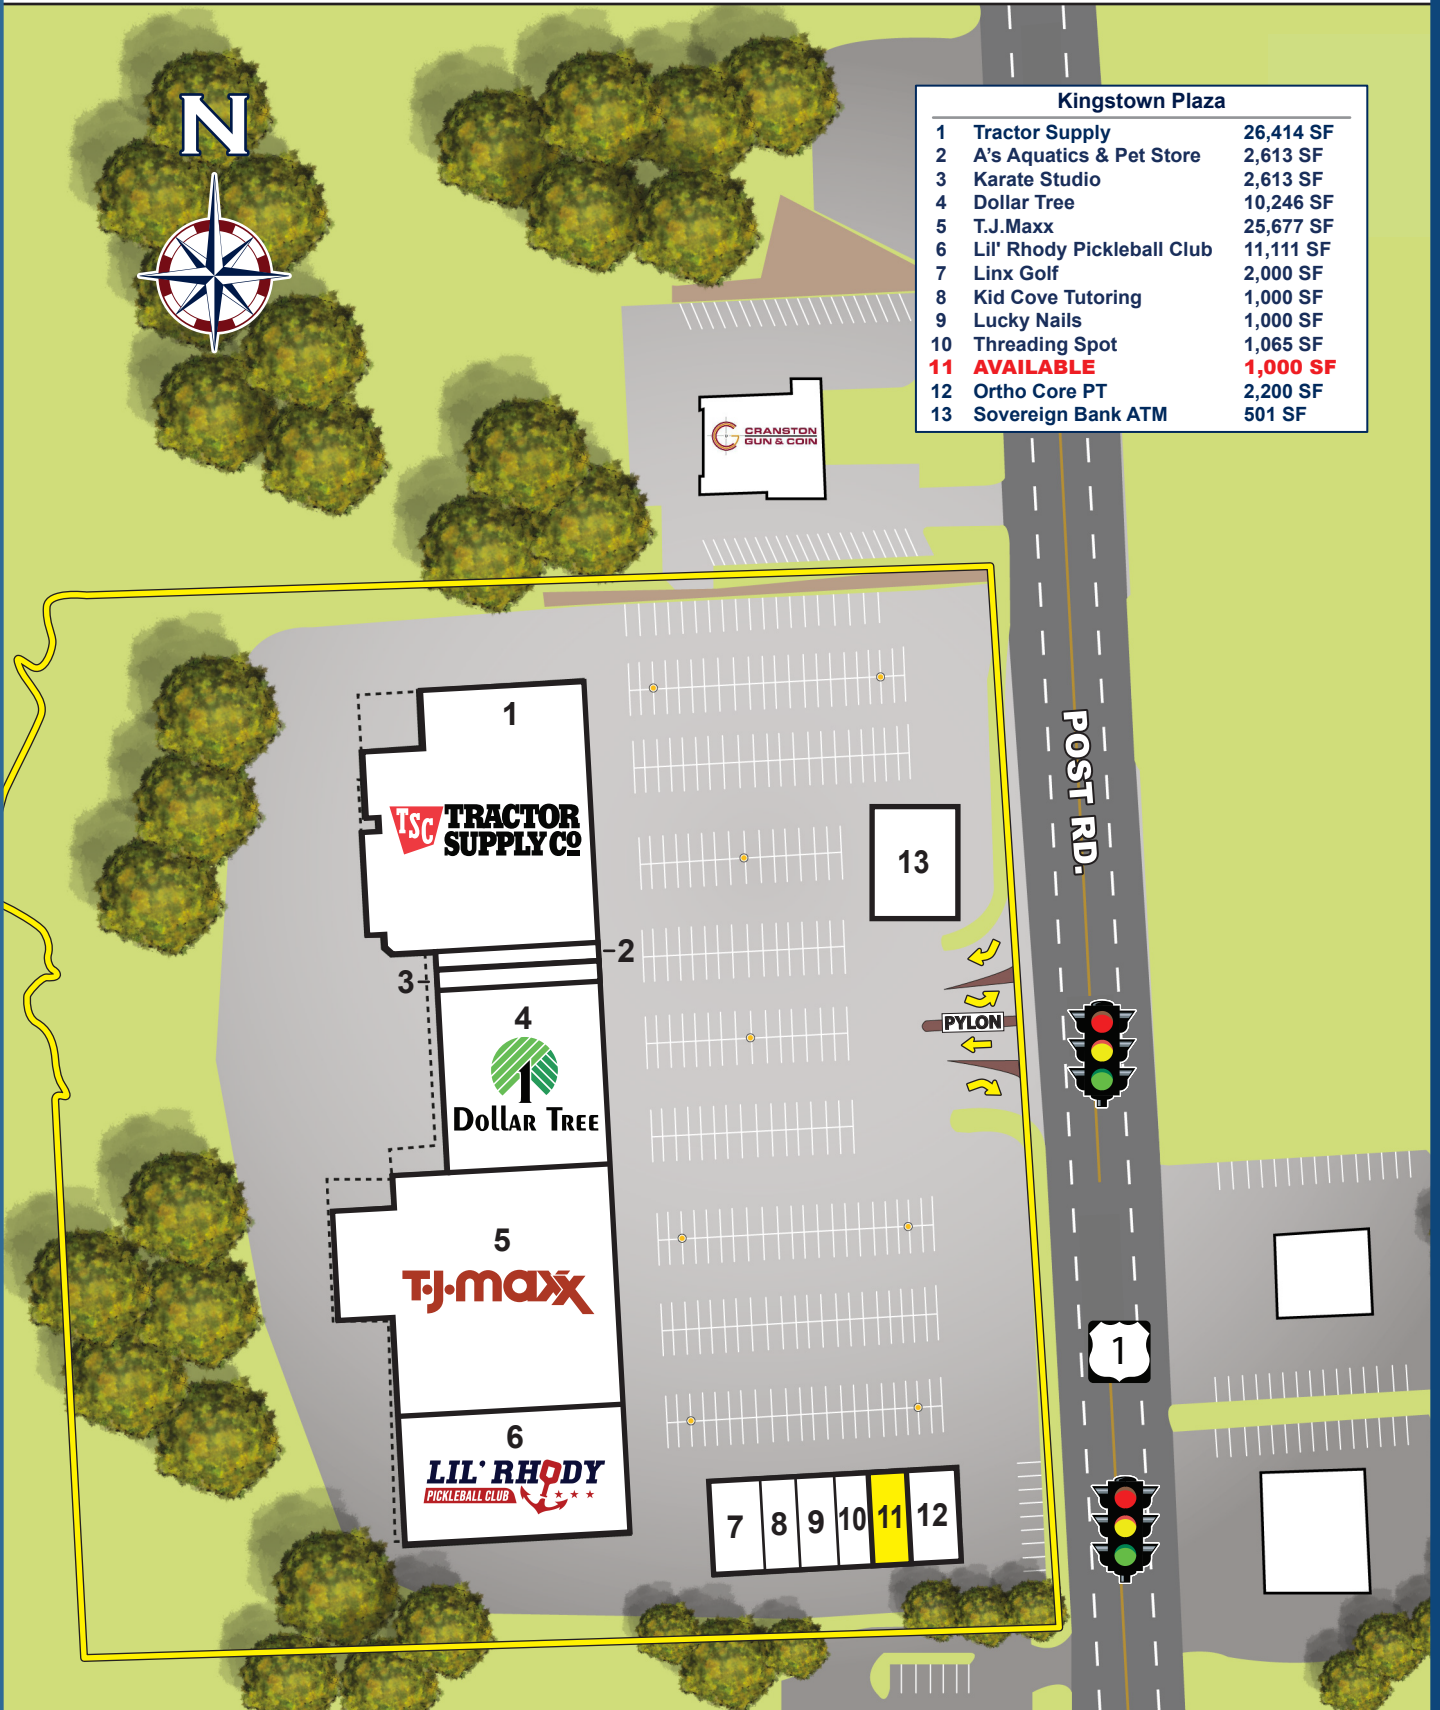 N
Kingstown Plaza
1 Tractor Supply 26,414 SF
2 A's Aquatics & Pet Store 2,613 SF
3 Karate Studio 2,613 SF
4 Dollar Tree 10,246 SF
5 T.J.Maxx 25,677 SF
6 Lil' Rhody Pickleball Club 11,111 SF
7 Linx Golf 2,000 SF
8 Kid Cove Tutoring 1,000 SF
9 Lucky Nails 1,000 SF
10 Threading Spot 1,065 SF
11 AVAILABLE 1,000 SF
12 Ortho Core PT 2,200 SF
13 Sovereign Bank ATM 501 SF
CRANSTON
GUN & COIN
1
TSC TRACTOR
SUPPLY CO
POST RD.
13
2
3
4
DOLLAR TREE
PYLON
5
T.J.maxx
1
6
LIL' RHODY
PICKLEBALL CLUB
7 8 9 10 11 12